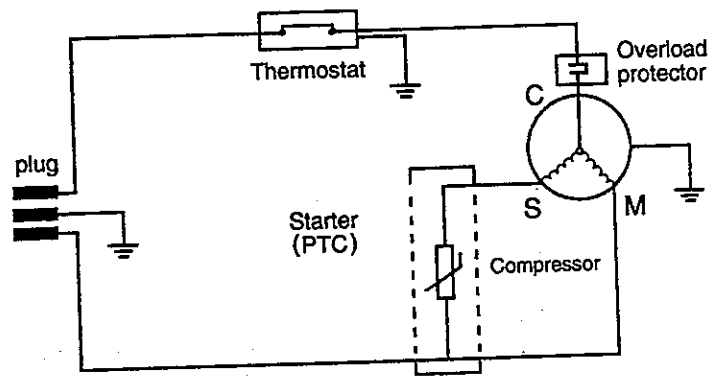 Thermostat
Overload
protector
C
plug
S
M
Starter
(PTC)
Compressor